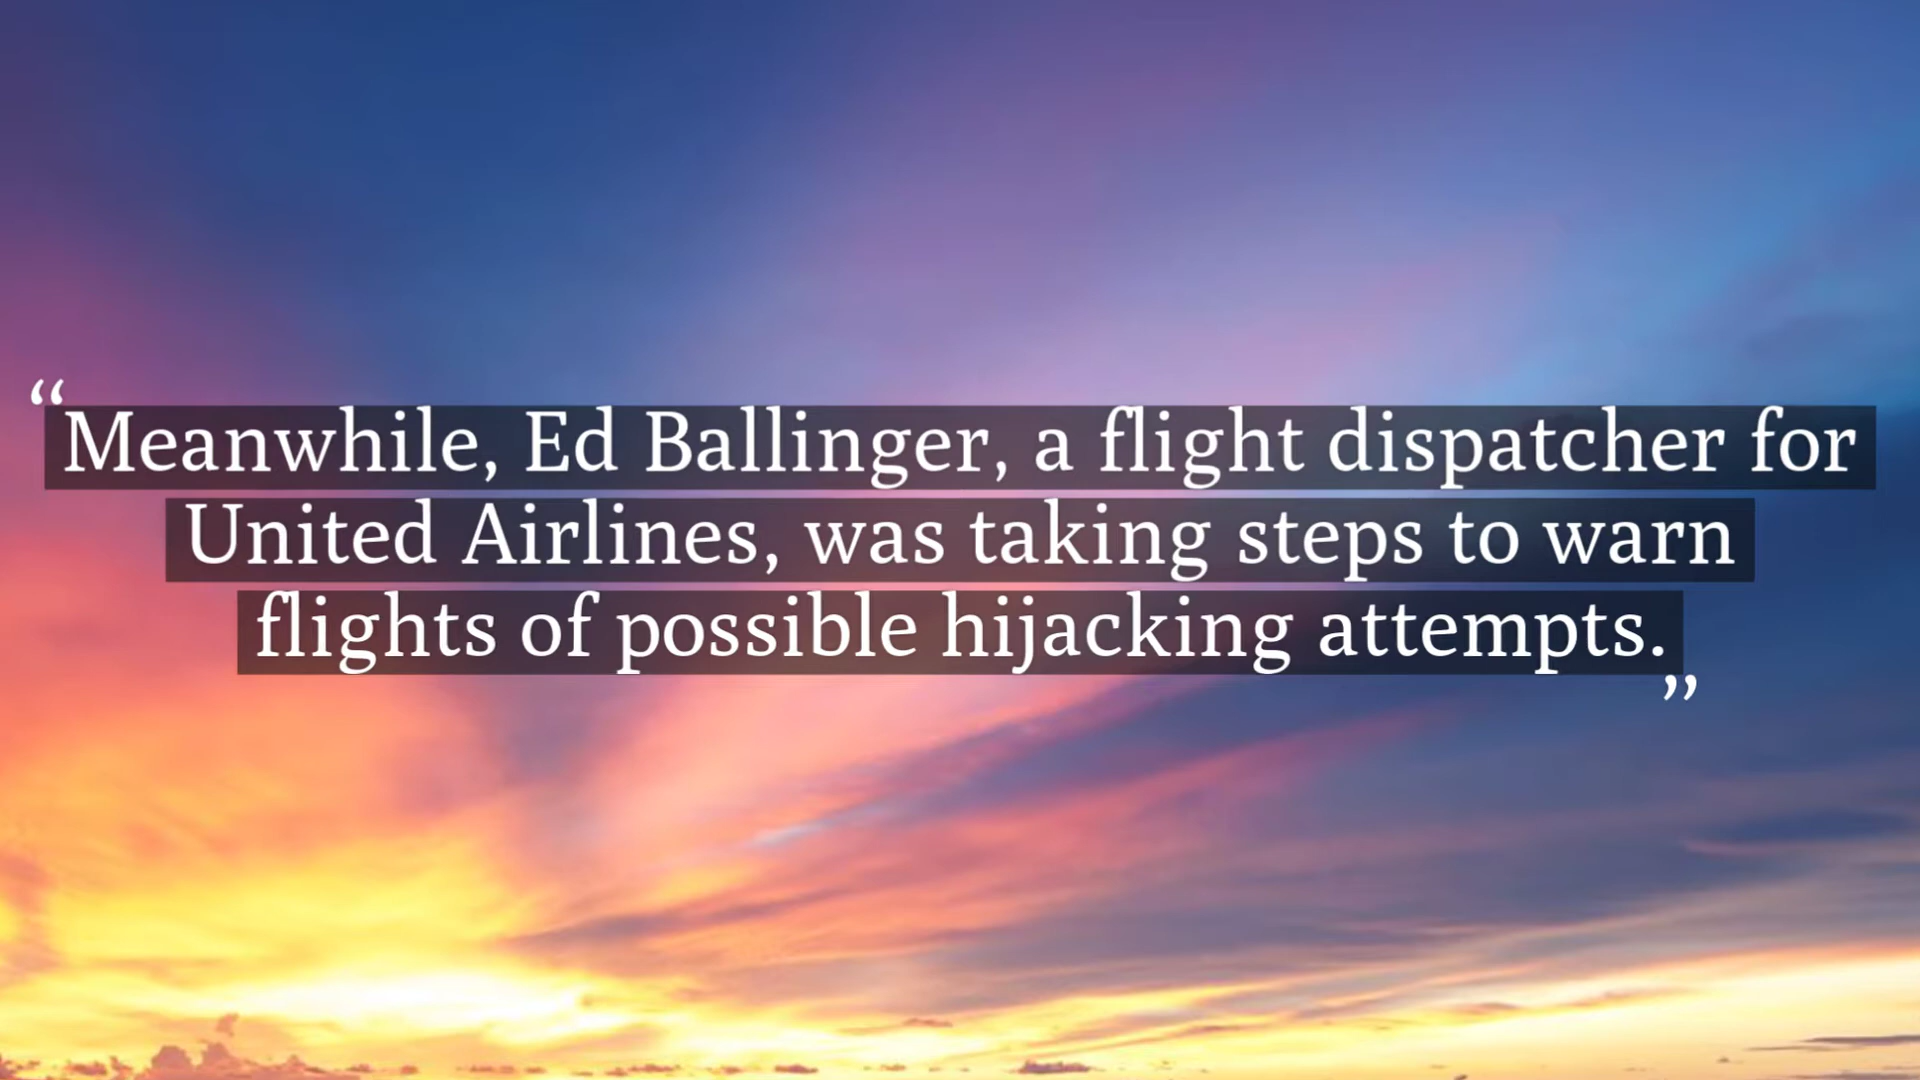 “Meanwhile, Ed Ballinger, a flight dispatcher for
United Airlines, was taking steps to warn
flights of possible hijacking attempts.”